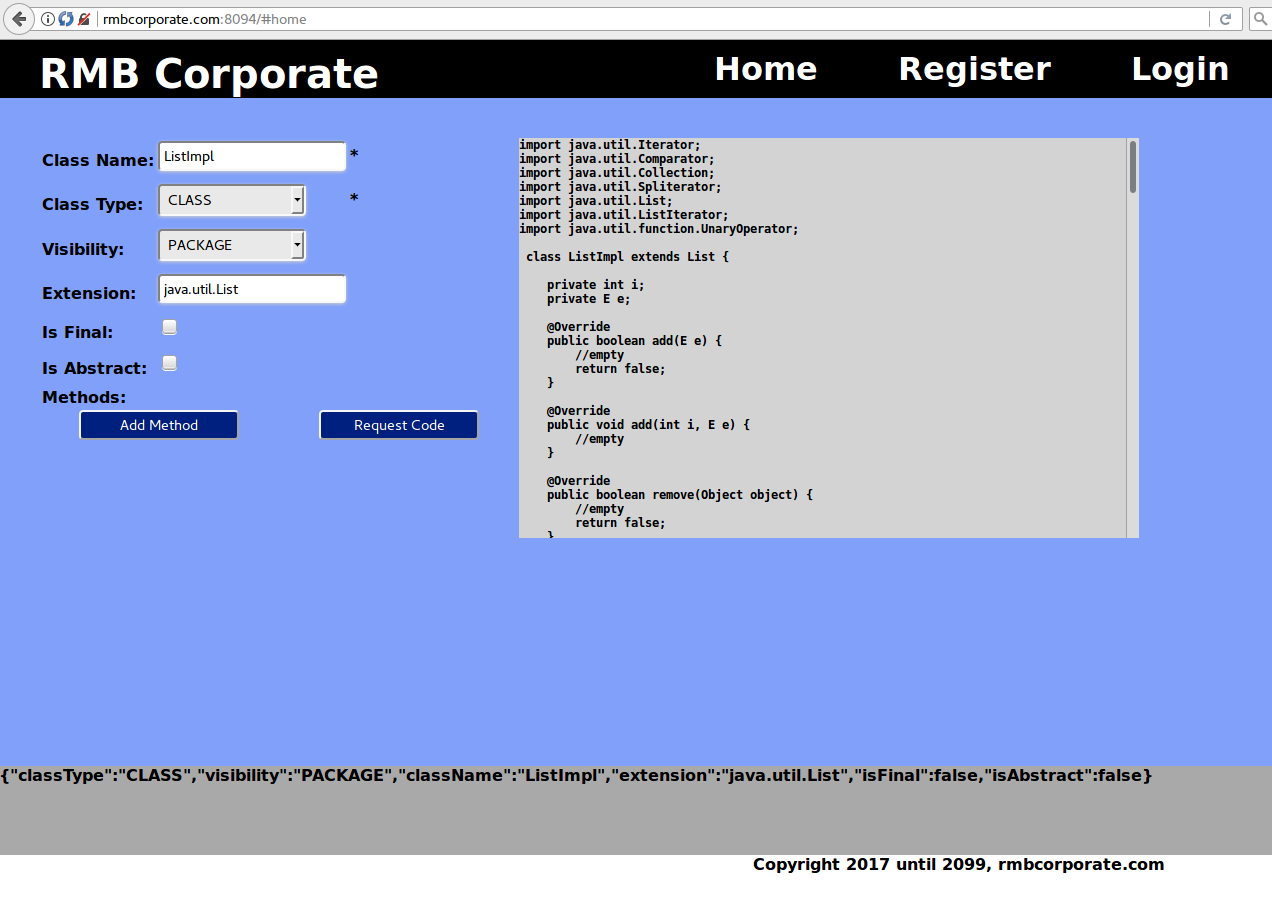 rmbcorporate.com:8094/#home
RMB Corporate
Home
Register
Login
Class Name:
ListImpl
*
Class Type:
CLASS
*
Visibility:
PACKAGE
Extension:
java.util.List
Is Final:
Is Abstract:
Methods:
Add Method
Request Code
import java.util.Iterator;
import java.util.Comparator;
import java.util.Collection;
import java.util.Spliterator;
import java.util.List;
import java.util.ListIterator;
import java.util.function.UnaryOperator;
class ListImpl extends List {
private int i;
private E e;
@Override
public boolean add(E e) {
//empty
return false;
}
@Override
public void add(int i, E e) {
//empty
}
@Override
public boolean remove(Object object) {
//empty
return false;
}
{"classType":"CLASS","visibility":"PACKAGE","className":"ListImpl","extension":"java.util.List","isFinal":false,"isAbstract":false}
Copyright 2017 until 2099, rmbcorporate.com